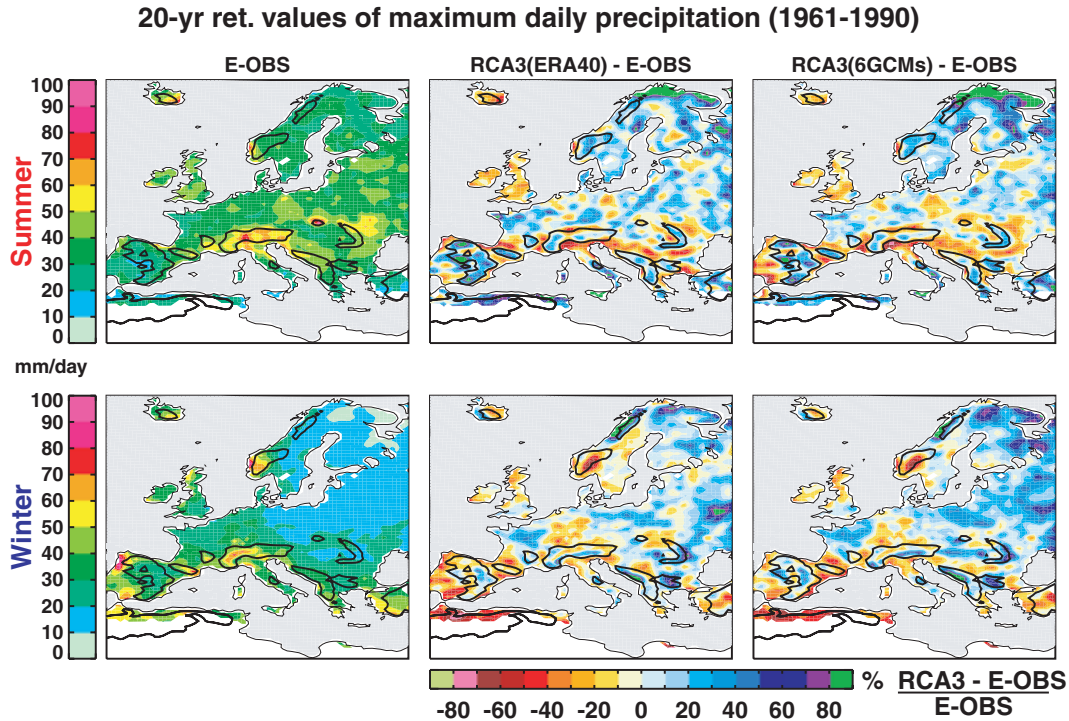 20-yr ret. values of maximum daily precipitation (1961-1990)
E-OBS
RCA3(ERA40) - E-OBS
RCA3(6GCMs) - E-OBS
Summer
100
90
80
70
60
50
40
30
20
10
0
mm/day
Winter
100
90
80
70
60
50
40
30
20
10
0
-80 -60 -40 -20 0 20 40 60 80
%
RCA3 - E-OBS
E-OBS